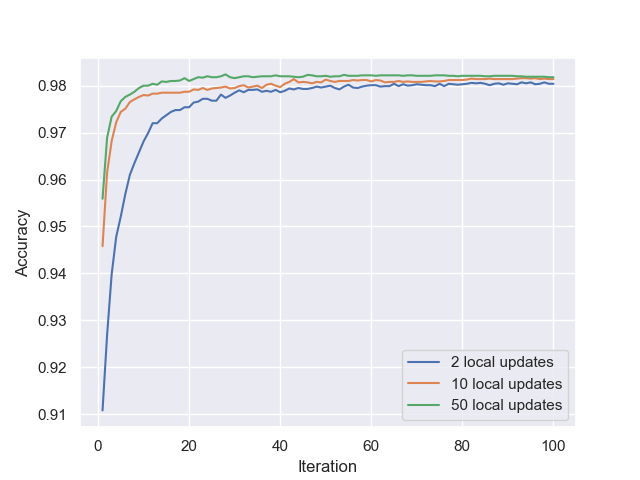 0.98
0.97
0.96
0.95
0.94
0.93
0.92
0.91
Accuracy
0 20 40 60 80 100
Iteration
2 local updates
10 local updates
50 local updates